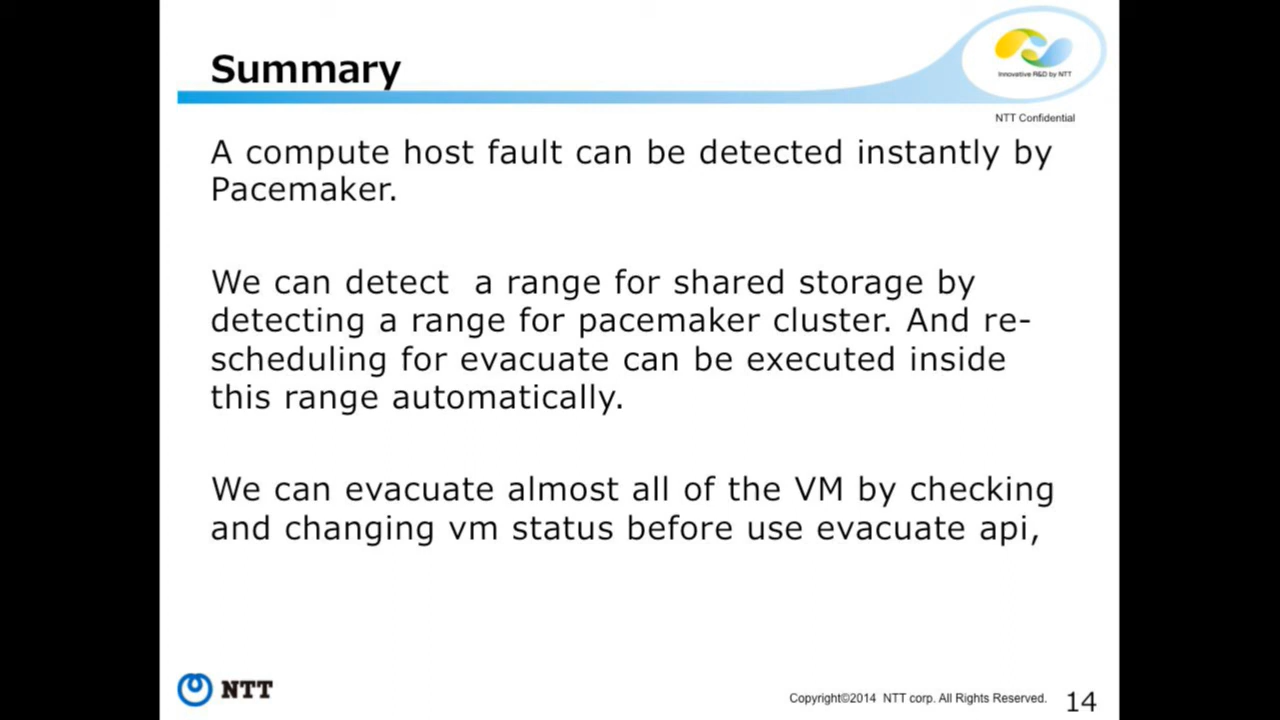 Summary
Innovative R&D by NTT
NTT Confidential
A compute host fault can be detected instantly by
Pacemaker.
We can detect  a range for shared storage by
detecting a range for pacemaker cluster. And re-
scheduling for evacuate can be executed inside
this range automatically.
We can evacuate almost all of the VM by checking
and changing vm status before use evacuate api,
NTT
Copyright©2014  NTT corp. All Rights Reserved.
14